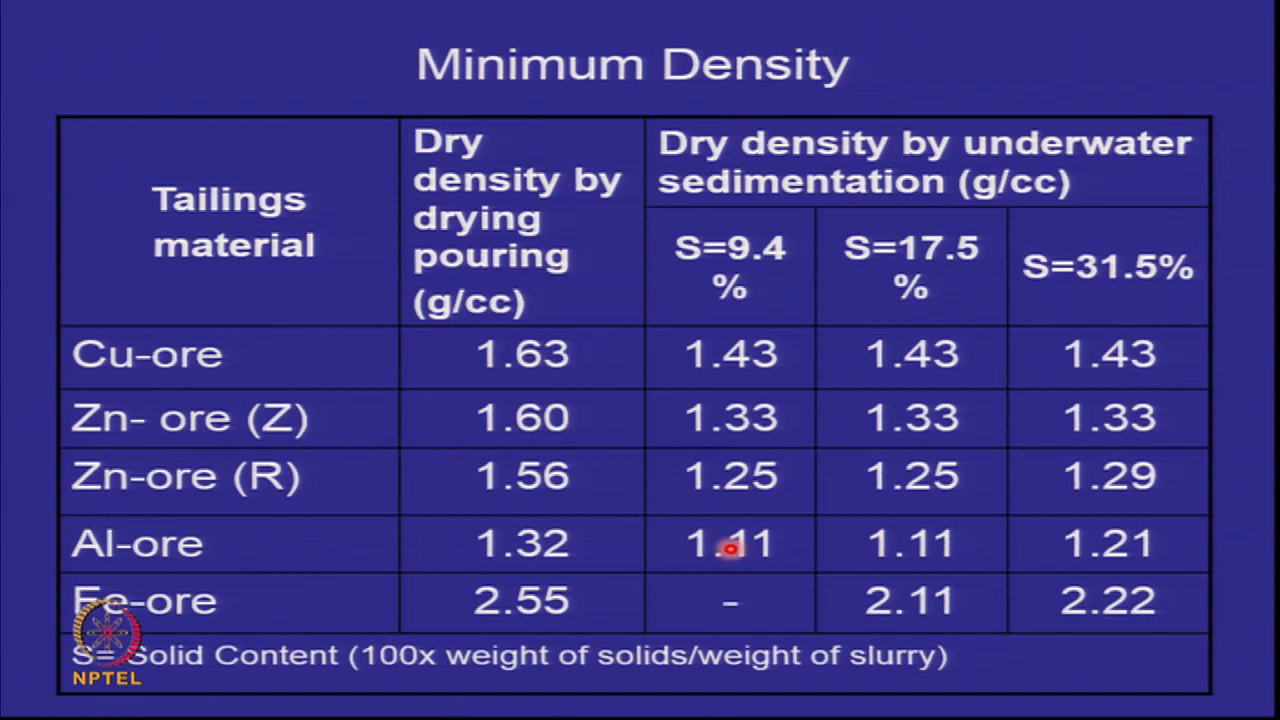 Minimum Density
Tailings
material
Dry
density by
drying
pouring
(g/cc)
Dry density by underwater
sedimentation (g/cc)
S=9.4
%
S=17.5
%
S=31.5%
Cu-ore 1.63 1.43 1.43 1.43
Zn- ore (Z) 1.60 1.33 1.33 1.33
Zn-ore (R) 1.56 1.25 1.25 1.29
Al-ore 1.32 1.11 1.11 1.21
Fe-ore 2.55 - 2.11 2.22
S= Solid Content (100x weight of solids/weight of slurry)
NPTEL